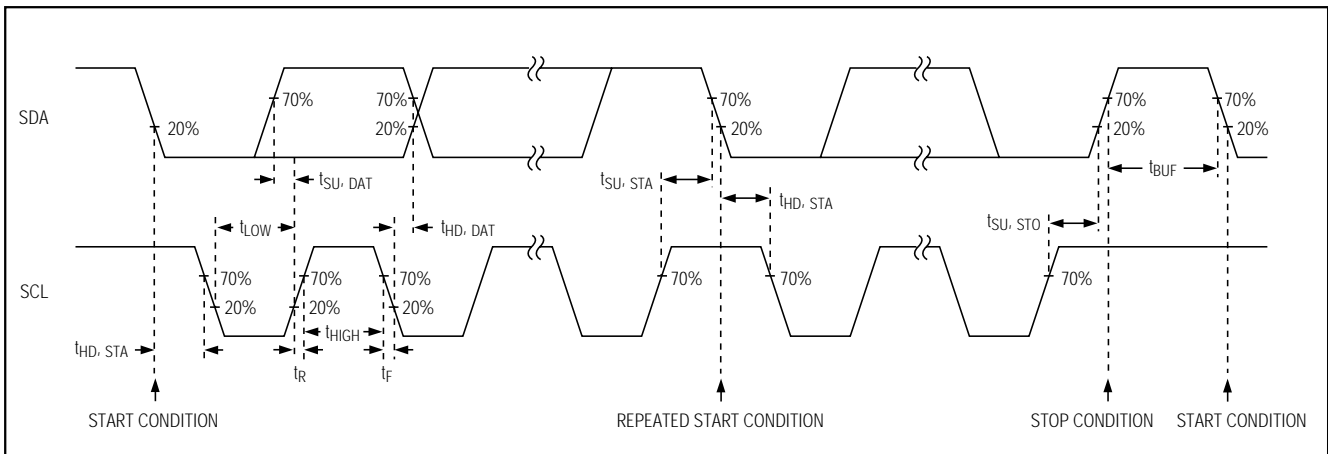 SDA
20%
70%
70%
20%
70%
20%
70%
20%
70%
20%
tSU, DAT
tLOW
tHD, DAT
tSU, STA
tHD, STA
tSU, STO
tBUF
SCL
70%
20%
70%
20%
70%
20%
70%
70%
70%
tHD, STA
tR
tHIGH
tF
START CONDITION
REPEATED START CONDITION
STOP CONDITION
START CONDITION